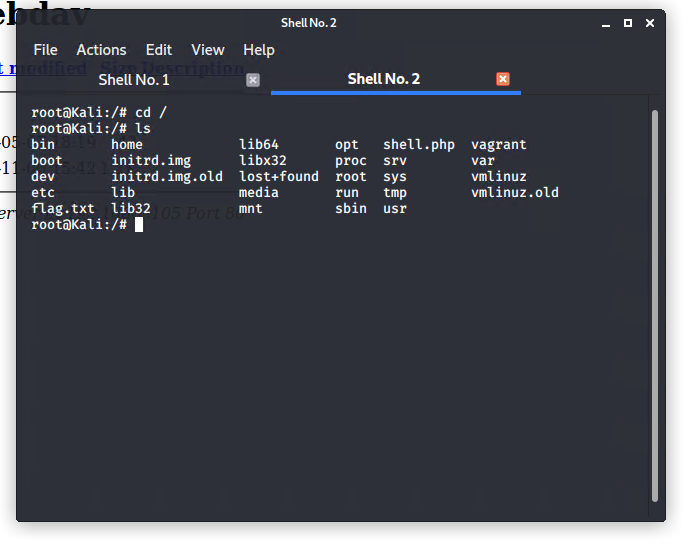 ebdav
Shell No. 2
File Actions Edit View Help
t modified Size Description
Shell No. 1
Shell No. 2
root@Kali:/# cd /
root@Kali:/# ls
bin home lib64 opt shell.php vagrant
boot initrd.img libx32 proc srv var
dev initrd.img.old lost+found root sys vmlinuz
etc lib media run tmp vmlinuz.old
flag.txt lib32 mnt sbin usr
105 Port 80
root@Kali:/#